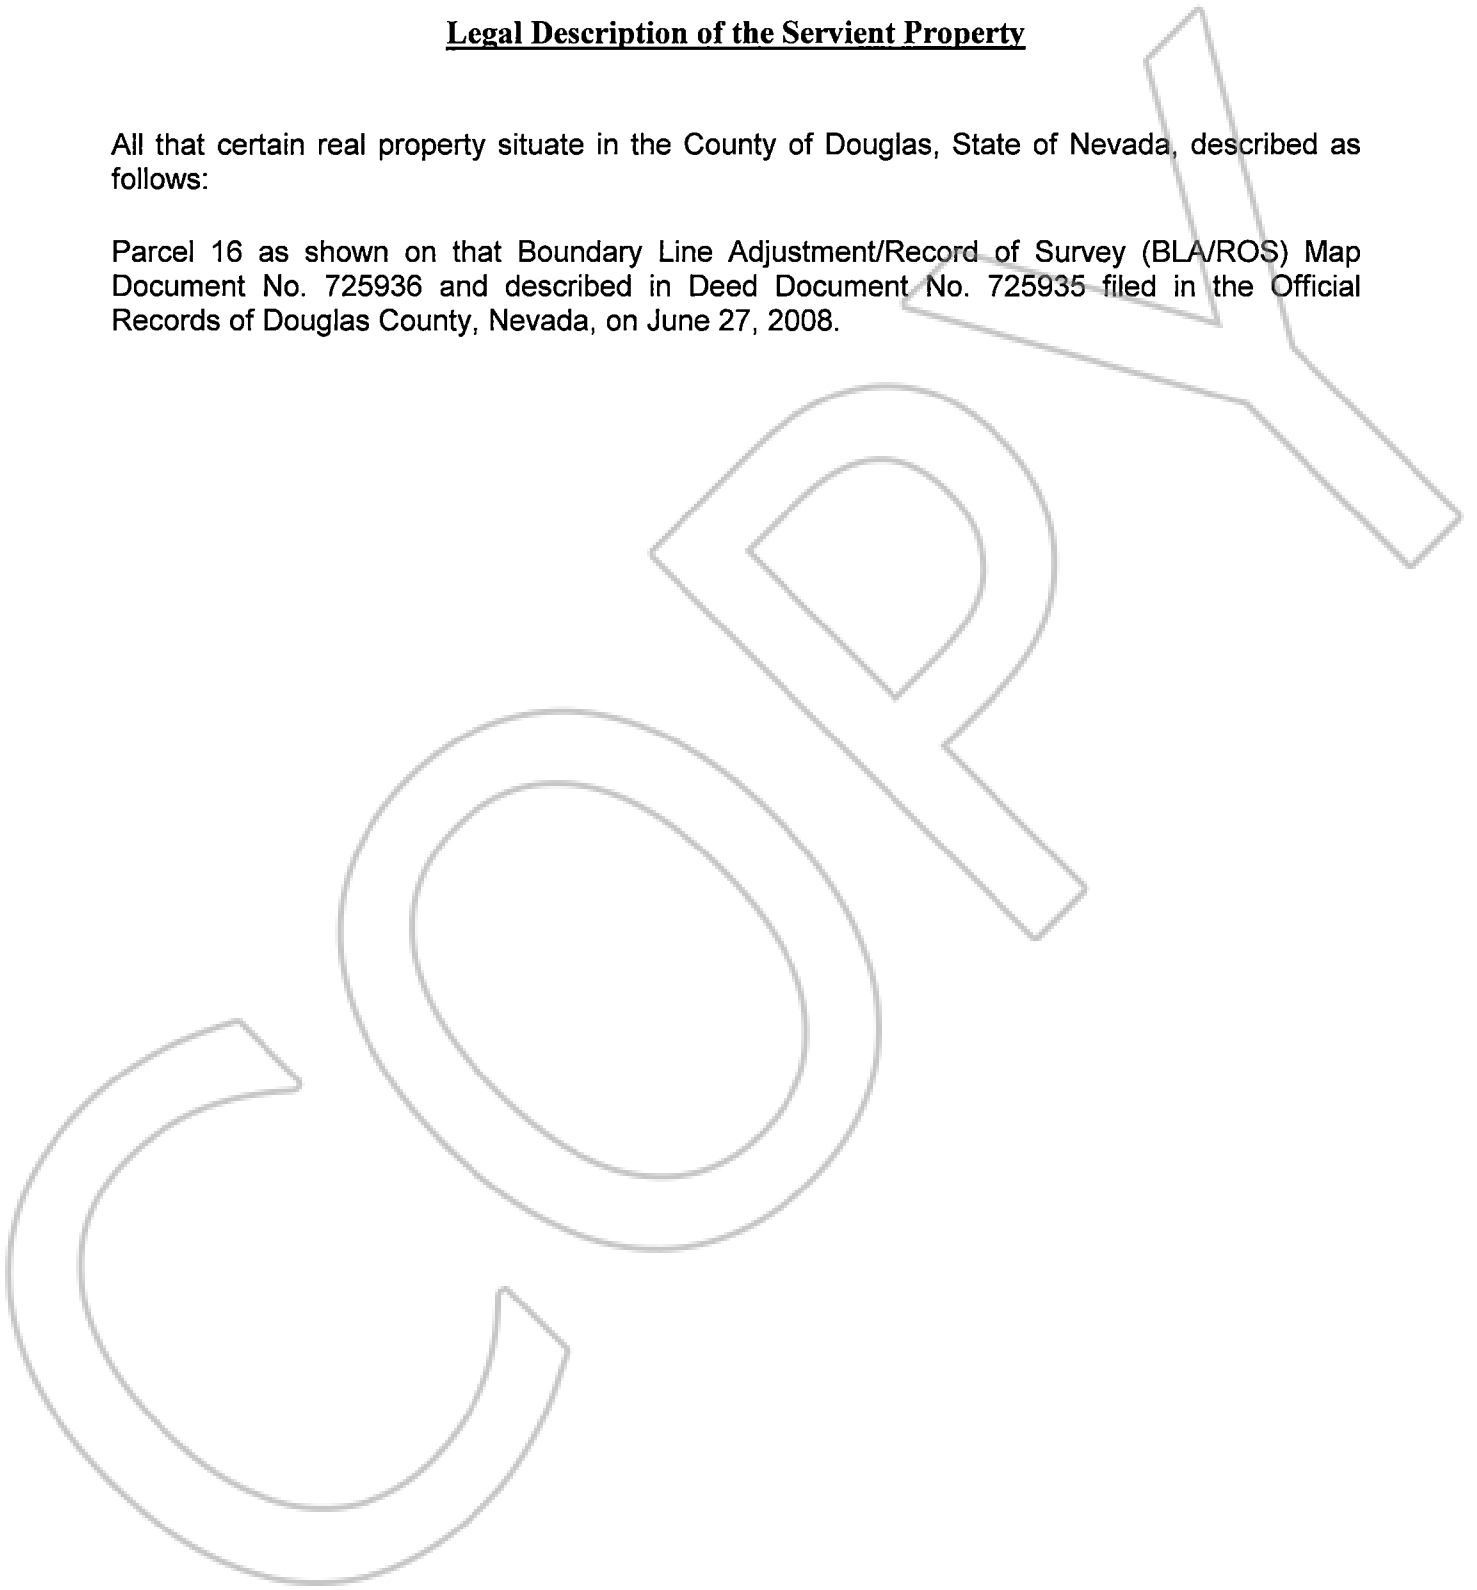 Legal Description of the Servient Property
All that certain real property situate in the County of Douglas, State of Nevada, described as
follows:
Parcel 16 as shown on that Boundary Line Adjustment/Record of Survey (BLA/ROS) Map
Document No. 725936 and described in Deed Document No. 725935 filed in the Official
Records of Douglas County, Nevada, on June 27, 2008.
COPY